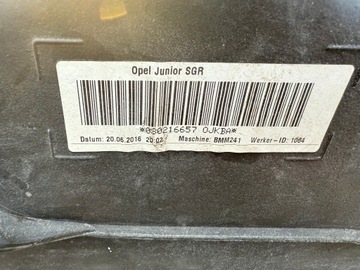 Opel Junior SGR
*080216657 OJKBA*
Datum: 20.06.2016 20:02 Maschine: BMM241 Werker-ID: 1064